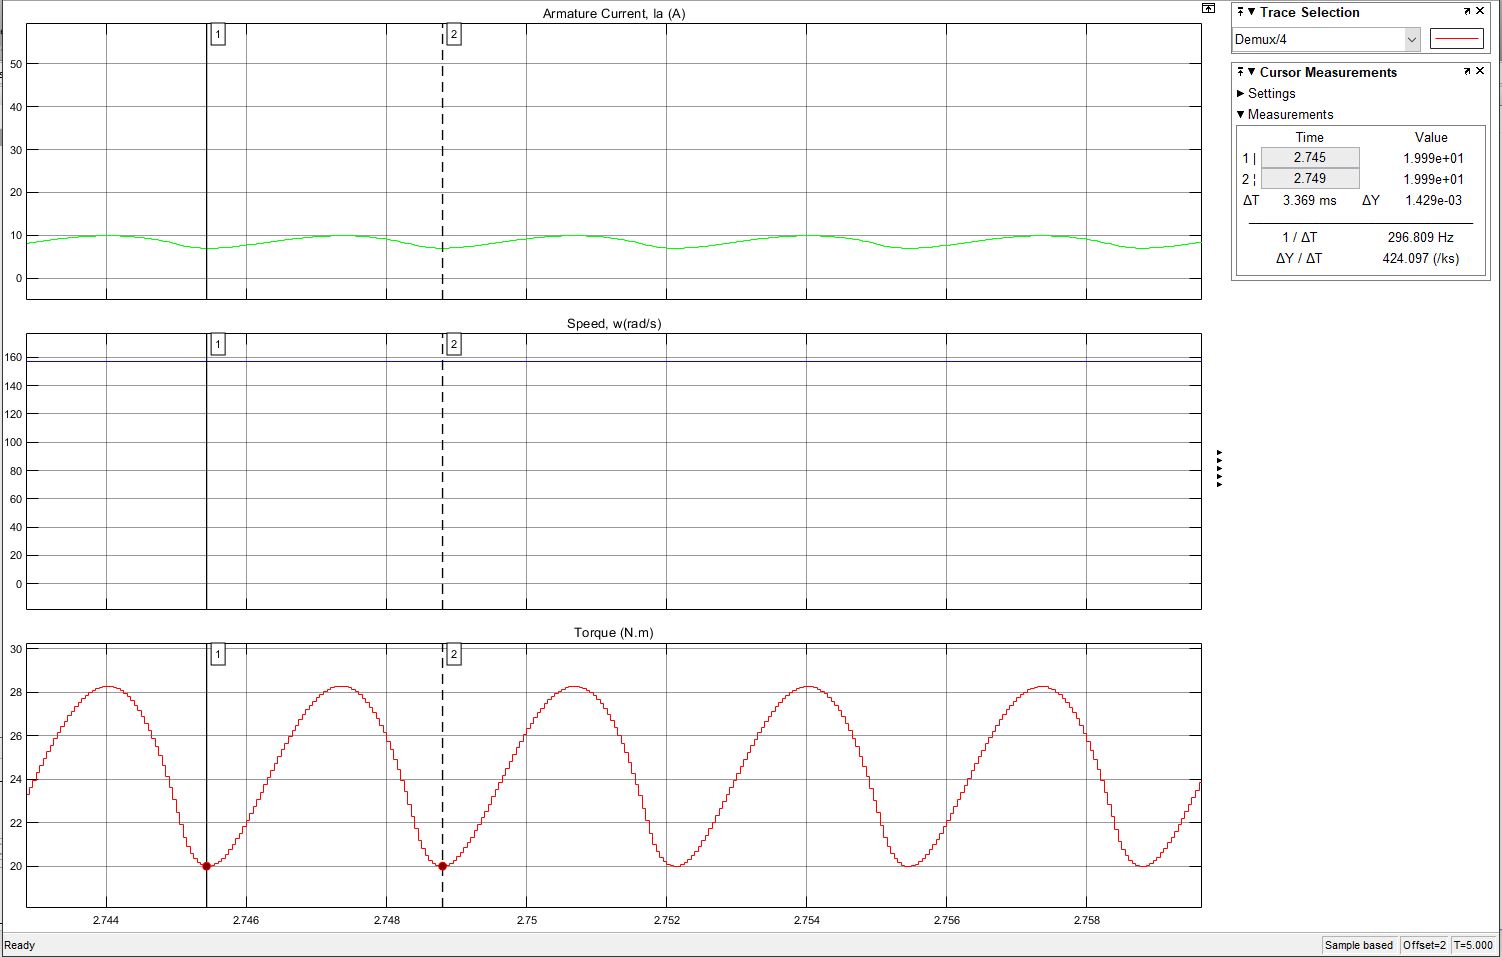 Armature Current, Ia (A)
1
2
50
40
30
20
10
0
Speed, w(rad/s)
1
2
160
140
120
100
80
60
40
20
0
Torque (N.m)
1
2
30
28
26
24
22
20
2.744 2.746 2.748 2.75 2.752 2.754 2.756 2.758
Trace Selection
Demux/4
Cursor Measurements
Settings
Measurements
Time Value
1 | 2.745 1.999e+01
2 ¦ 2.749 1.999e+01
ΔT 3.369 ms ΔY 1.429e-03
1 / ΔT 296.809 Hz
ΔY / ΔT 424.097 (/ks)
Ready Sample based Offset=2 T=5.000